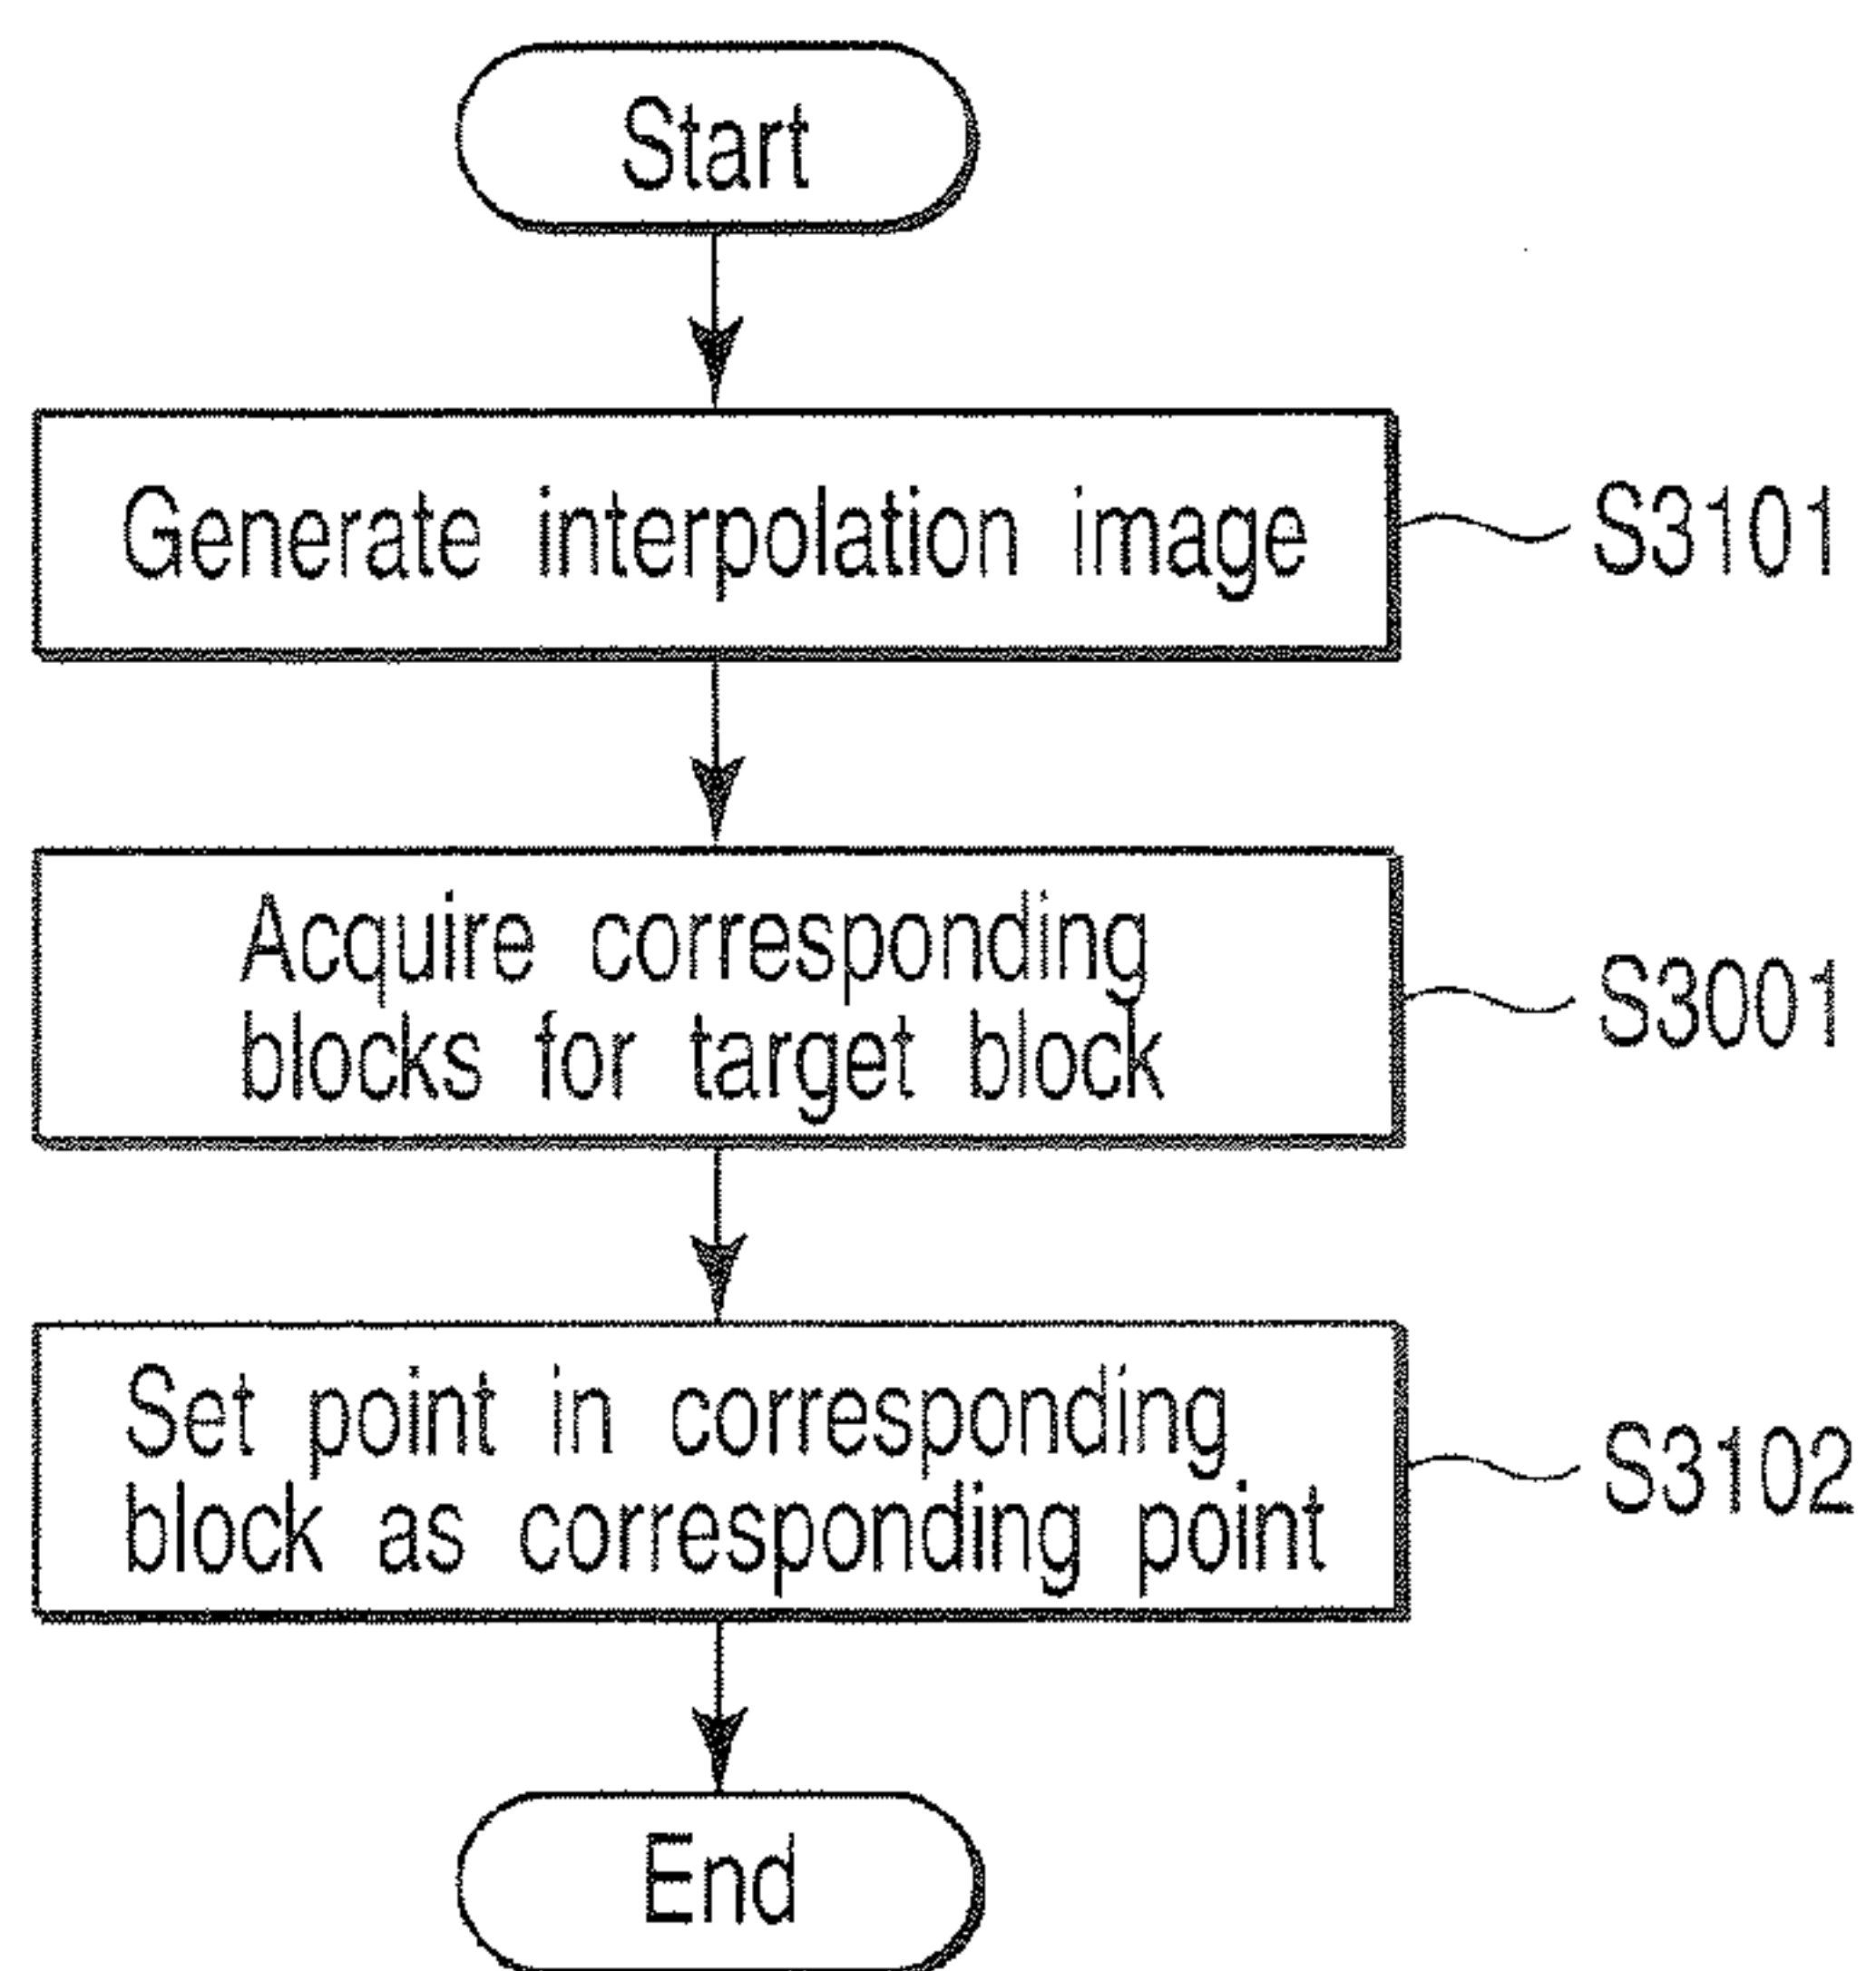 Start
Generate interpolation image
S3101
Acquire corresponding
blocks for target block
S3001
Set point in corresponding
block as corresponding point
S3102
End